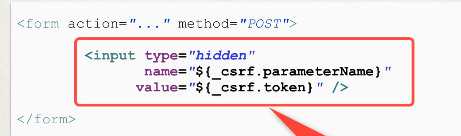 <form action="..." method="POST">
<input type="hidden"
name="${_csrf.parameterName}"
value="${_csrf.token}" />
</form>